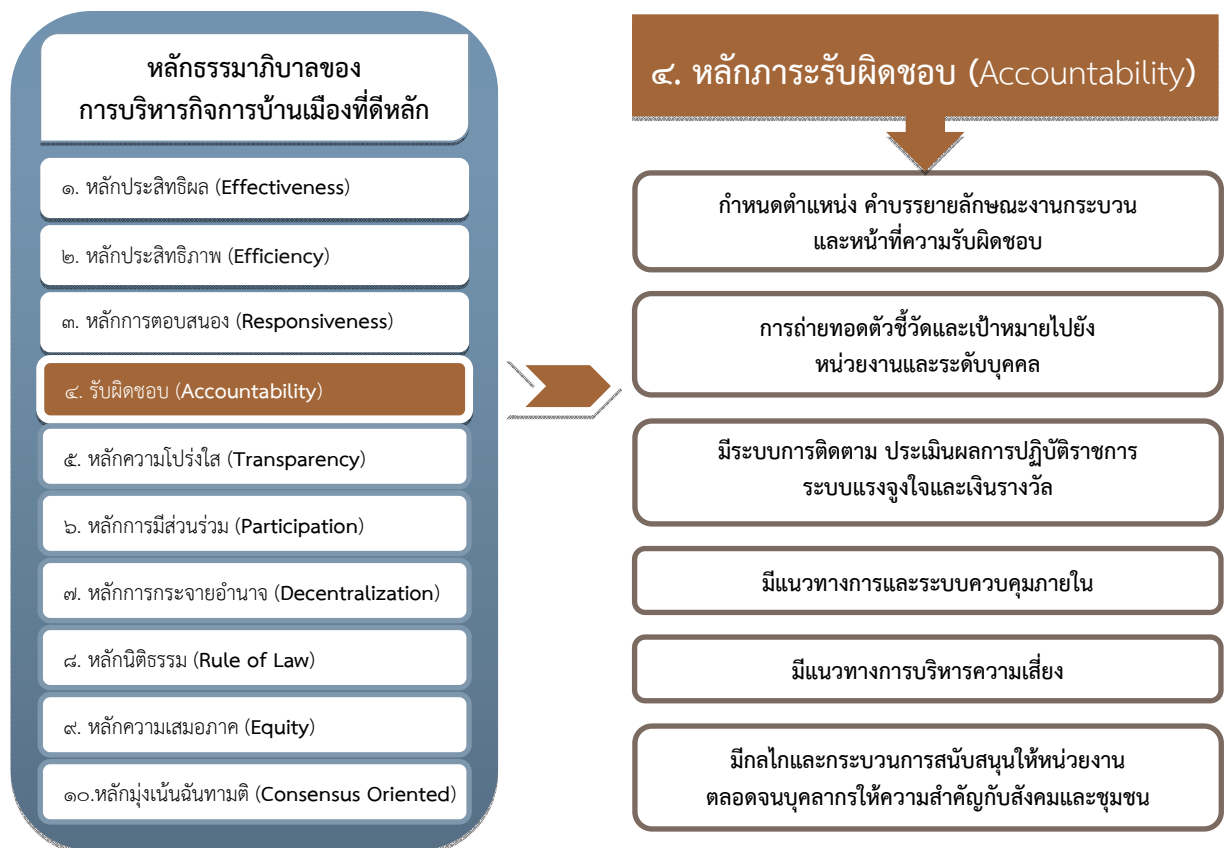 หลักธรรมาภิบาลของ
การบริหารกิจการบ้านเมืองที่ดีหลัก
๑. หลักประสิทธิผล (Effectiveness)
๒. หลักประสิทธิภาพ (Efficiency)
๓. หลักการตอบสนอง (Responsiveness)
๔. รับผิดชอบ (Accountability)
๕. หลักความโปร่งใส (Transparency)
๖. หลักการมีส่วนร่วม (Participation)
๗. หลักการกระจายอำนาจ (Decentralization)
๘. หลักนิติธรรม (Rule of Law)
๙. หลักความเสมอภาค (Equity)
๑๐.หลักมุ่งเน้นฉันทามติ (Consensus Oriented)
๔. หลักภาระรับผิดชอบ (Accountability)
กำหนดตำแหน่ง คำบรรยายลักษณะงานกระบวน
และหน้าที่ความรับผิดชอบ
การถ่ายทอดตัวชี้วัดและเป้าหมายไปยัง
หน่วยงานและระดับบุคคล
มีระบบการติดตาม ประเมินผลการปฏิบัติราชการ
ระบบแรงจูงใจและเงินรางวัล
มีแนวทางการและระบบควบคุมภายใน
มีแนวทางการบริหารความเสี่ยง
มีกลไกและกระบวนการสนับสนุนให้หน่วยงาน
ตลอดจนบุคลากรให้ความสำคัญกับสังคมและชุมชน